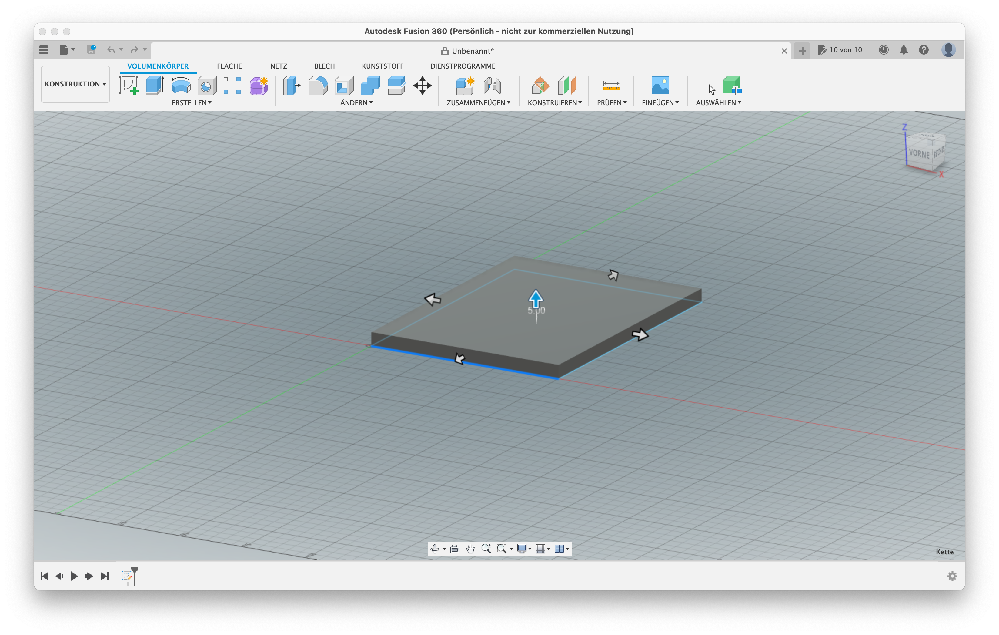 Autodesk Fusion 360 (Persönlich - nicht zur kommerziellen Nutzung)
Unbenannt*
10 von 10
KONSTRUKTION
VOLUMENKÖRPER FLÄCHE NETZ BLECH KUNSTSTOFF DIENSTPROGRAMME
ERSTELLEN ÄNDERN ZUSAMMENFÜGEN KONSTRUIEREN PRÜFEN EINFÜGEN AUSWÄHLEN
Z
VORNE RECHTS
X
5.00
Kette